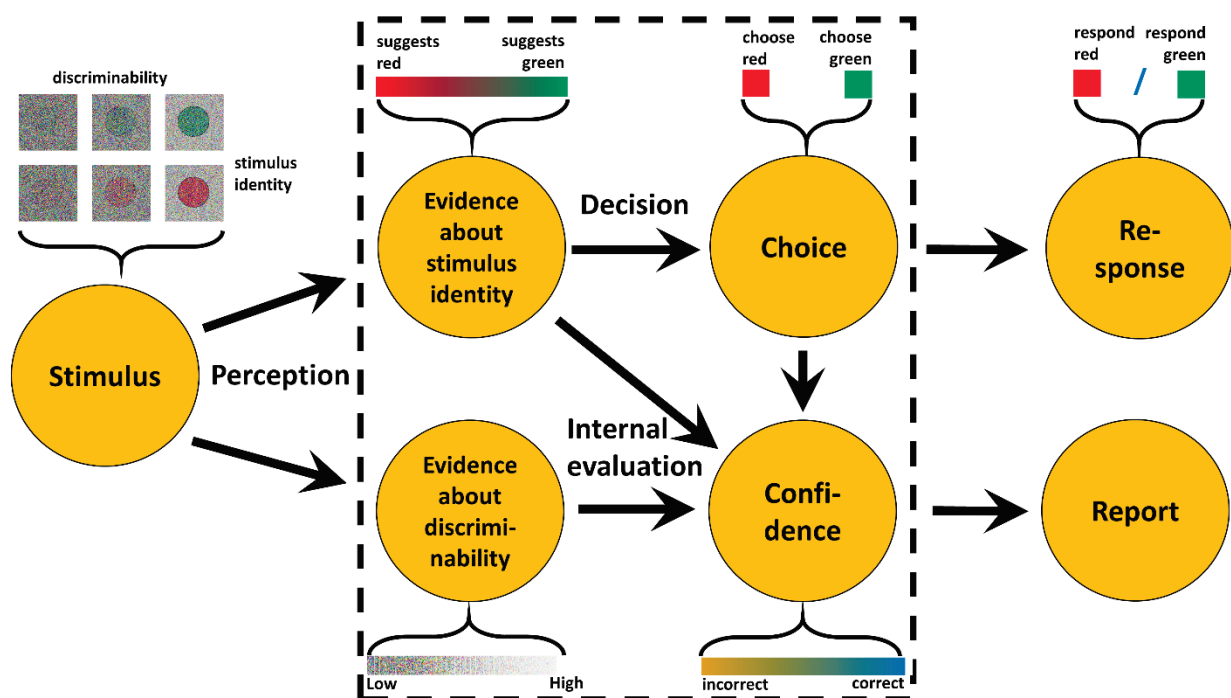 discriminability
stimulus
identity
Stimulus
Perception
suggests
red
suggests
green
Evidence
about
stimulus
identity
Decision
choose
red
choose
green
Choice
respond
red
/
respond
green
Re-
sponse
Evidence
about
discrimi-
nability
Low
High
Internal
evaluation
Confi-
dence
incorrect
correct
Report